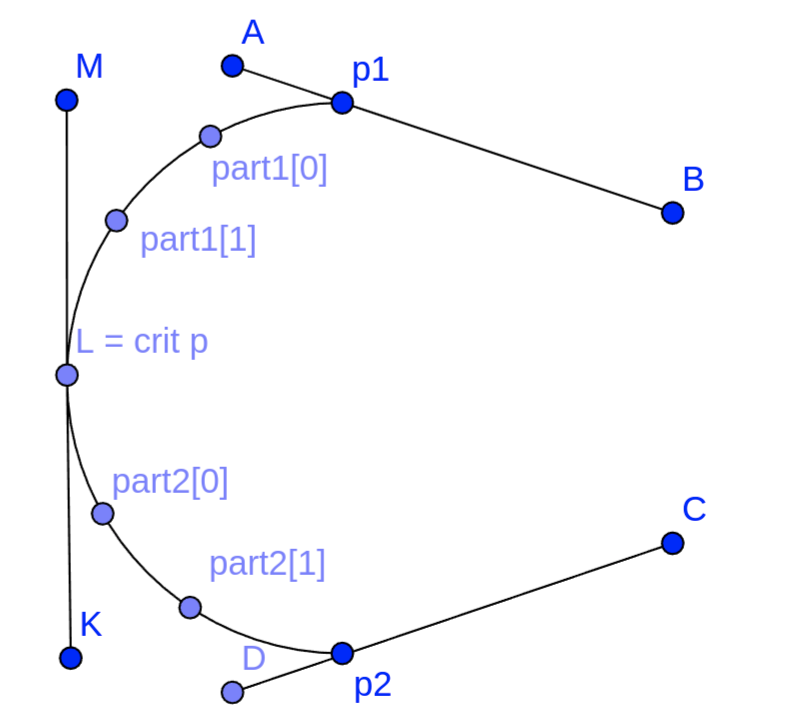 A
M
p1
part1[0]
B
part1[1]
L = crit p
part2[0]
C
part2[1]
K
D
p2